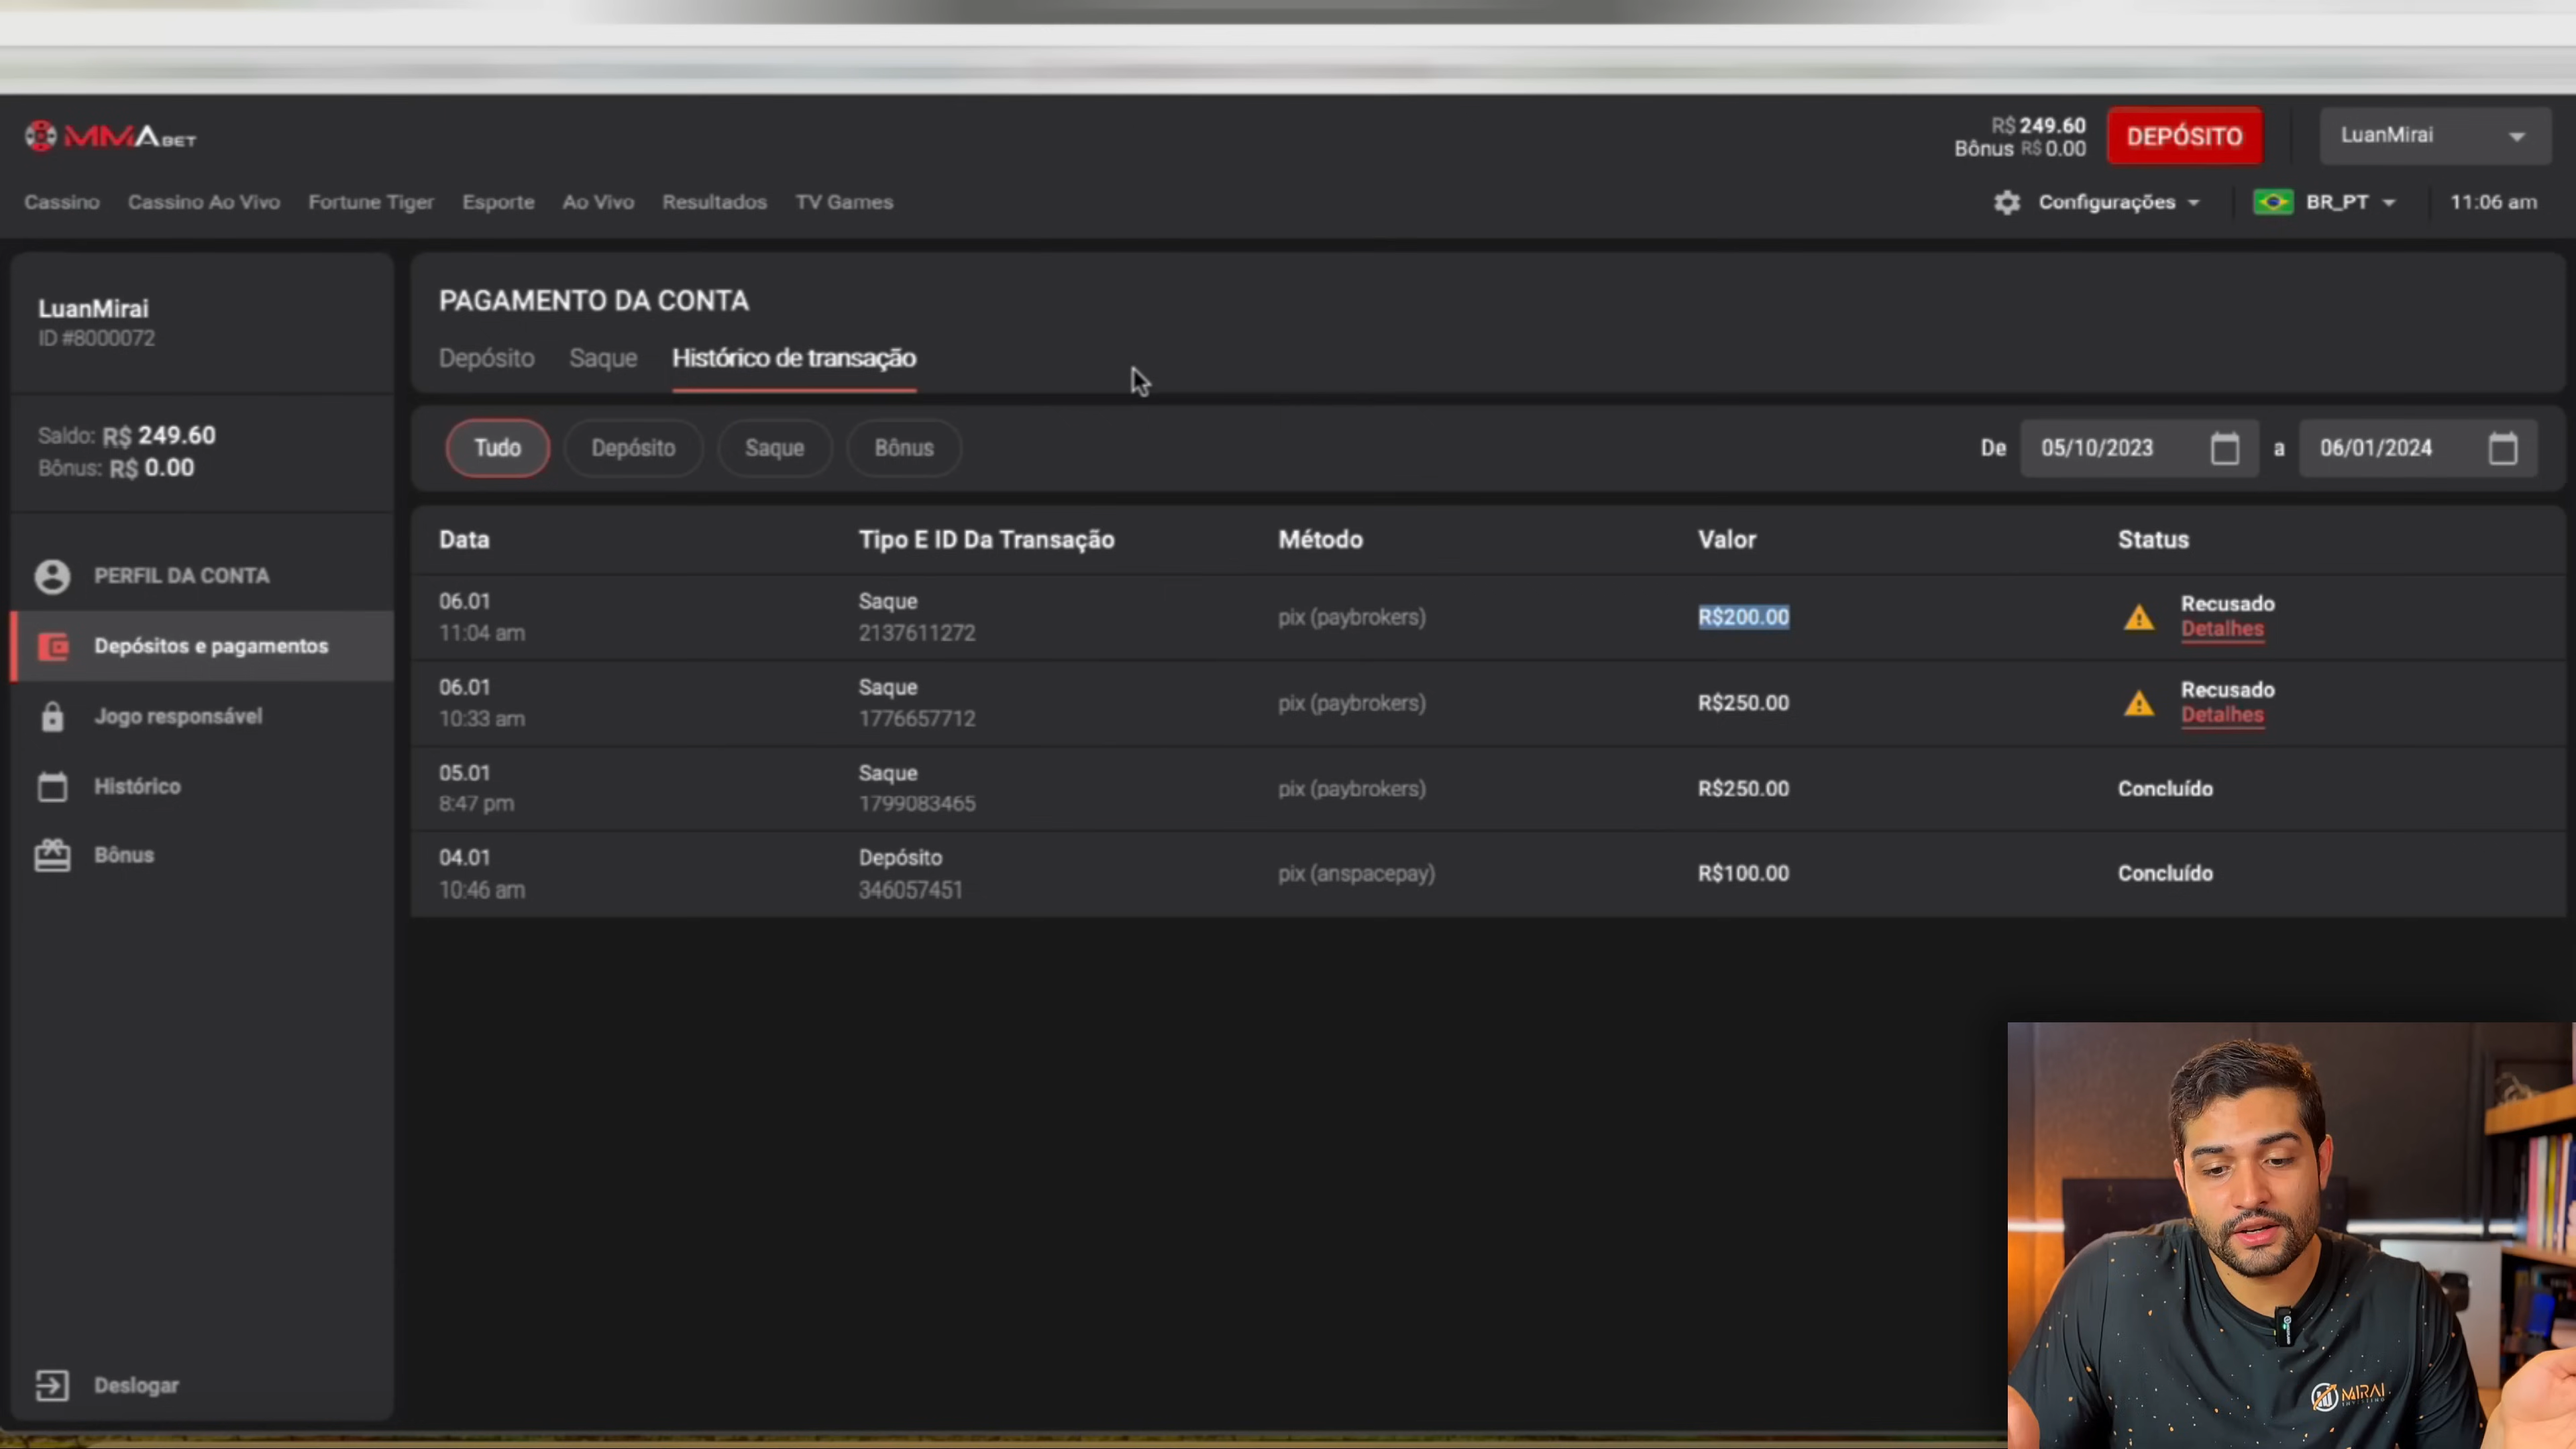 MMABET
R$ 249.60
Bônus R$ 0.00
DEPÓSITO
LuanMirai
Cassino Cassino Ao Vivo Fortune Tiger Esporte Ao Vivo Resultados TV Games
Configurações BR_PT 11:06 am
LuanMirai
ID #8000072
Saldo: R$ 249.60
Bônus: R$ 0.00
PERFIL DA CONTA
Depósitos e pagamentos
Jogo responsável
Histórico
Bônus
Deslogar
PAGAMENTO DA CONTA
Depósito Saque Histórico de transação
Tudo Depósito Saque Bônus
De 05/10/2023 a 06/01/2024
Data Tipo E ID Da Transação Método Valor Status
06.01 Saque pix (paybrokers) R$200.00 Recusado
11:04 am 2137611272 Detalhes
06.01 Saque pix (paybrokers) R$250.00 Recusado
10:33 am 1776657712 Detalhes
05.01 Saque pix (paybrokers) R$250.00 Concluído
8:47 pm 1799083465
04.01 Depósito pix (anspacepay) R$100.00 Concluído
10:46 am 346057451
MIRAI